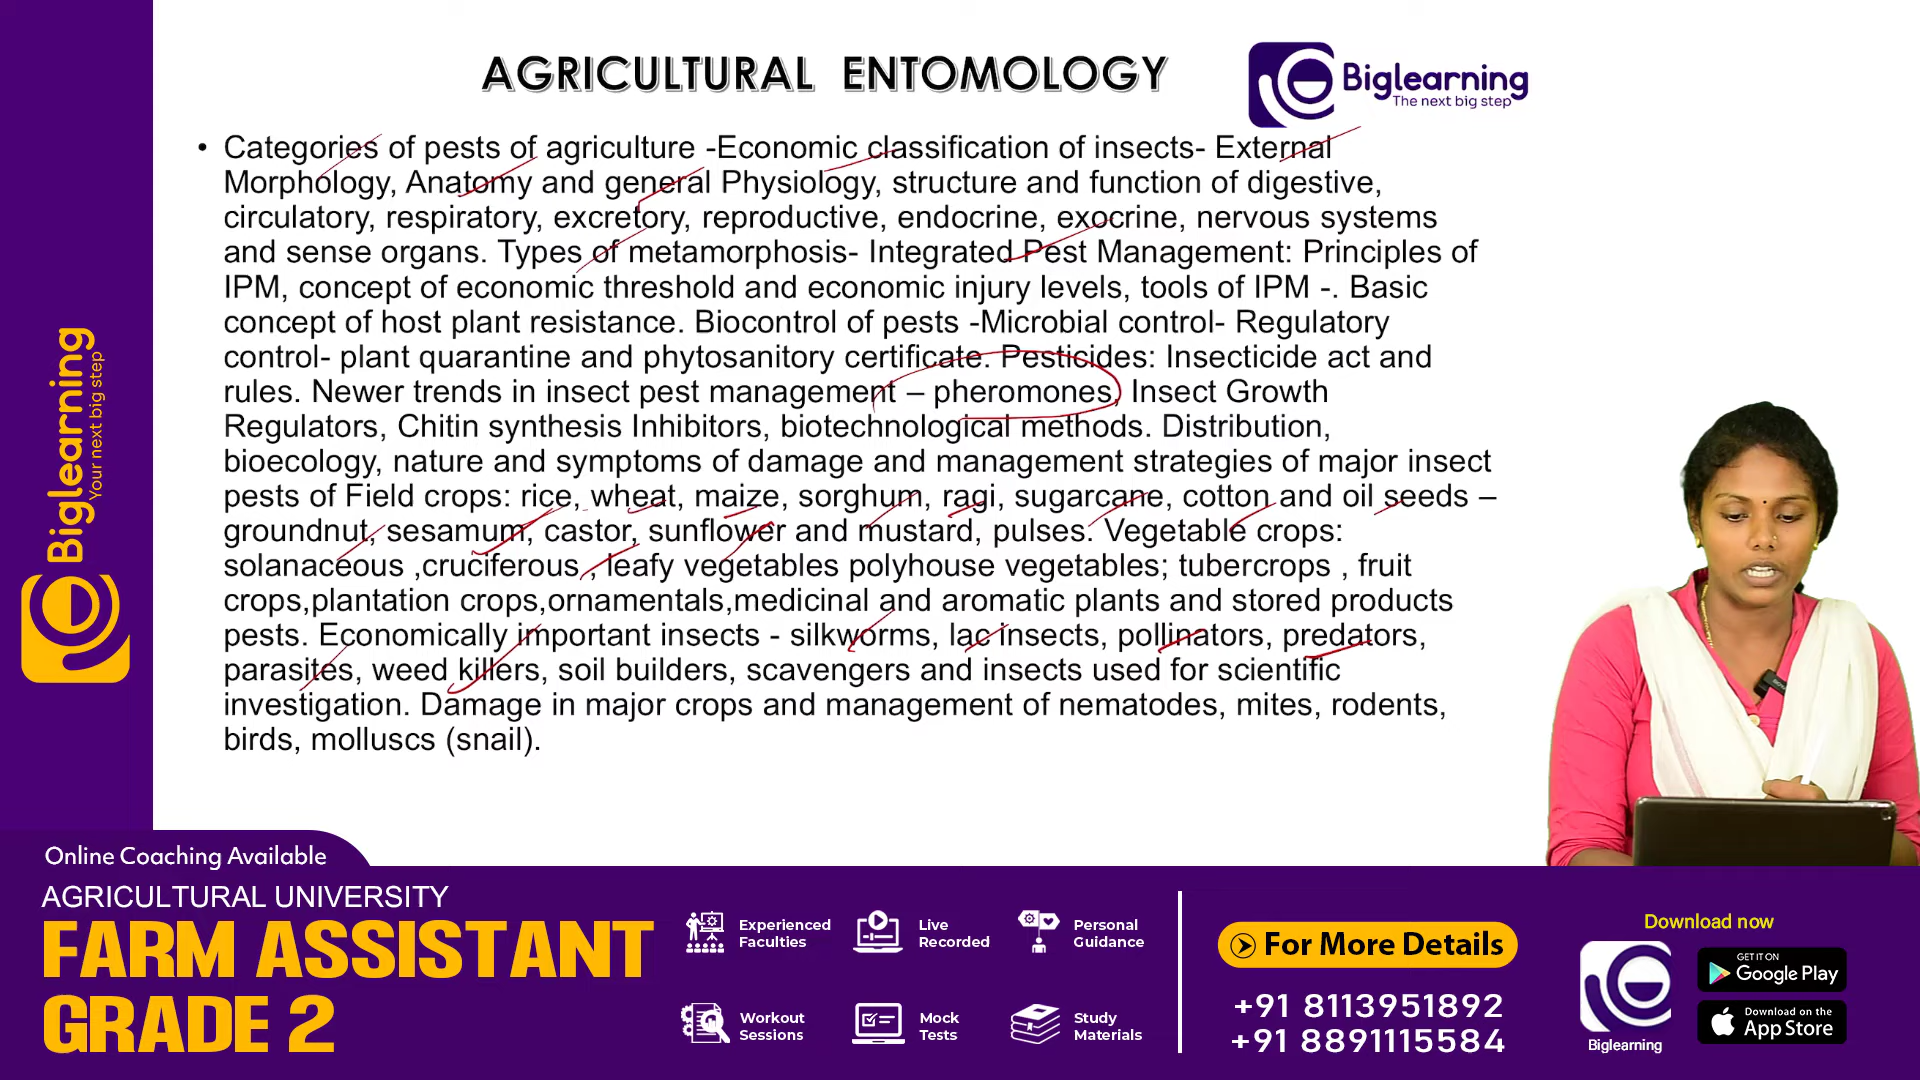 AGRICULTURAL ENTOMOLOGY
Biglearning
The next big step
• Categories of pests of agriculture -Economic classification of insects- External
Morphology, Anatomy and general Physiology, structure and function of digestive,
circulatory, respiratory, excretory, reproductive, endocrine, exocrine, nervous systems
and sense organs. Types of metamorphosis- Integrated Pest Management: Principles of
IPM, concept of economic threshold and economic injury levels, tools of IPM -. Basic
concept of host plant resistance. Biocontrol of pests -Microbial control- Regulatory
control- plant quarantine and phytosanitory certificate. Pesticides: Insecticide act and
rules. Newer trends in insect pest management – pheromones, Insect Growth
Regulators, Chitin synthesis Inhibitors, biotechnological methods. Distribution,
bioecology, nature and symptoms of damage and management strategies of major insect
pests of Field crops: rice, wheat, maize, sorghum, ragi, sugarcane, cotton and oil seeds –
groundnut, sesamum, castor, sunflower and mustard, pulses. Vegetable crops:
solanaceous ,cruciferous , leafy vegetables polyhouse vegetables; tubercrops , fruit
crops,plantation crops,ornamentals,medicinal and aromatic plants and stored products
pests. Economically important insects - silkworms, lac insects, pollinators, predators,
parasites, weed killers, soil builders, scavengers and insects used for scientific
investigation. Damage in major crops and management of nematodes, mites, rodents,
birds, molluscs (snail).
Biglearning
Your next big step
Online Coaching Available
AGRICULTURAL UNIVERSITY
FARM ASSISTANT
GRADE 2
Experienced
Faculties
Live
Recorded
Personal
Guidance
Workout
Sessions
Mock
Tests
Study
Materials
For More Details
+91 8113951892
+91 8891115584
Download now
Biglearning
GET IT ON
Google Play
Download on the
App Store